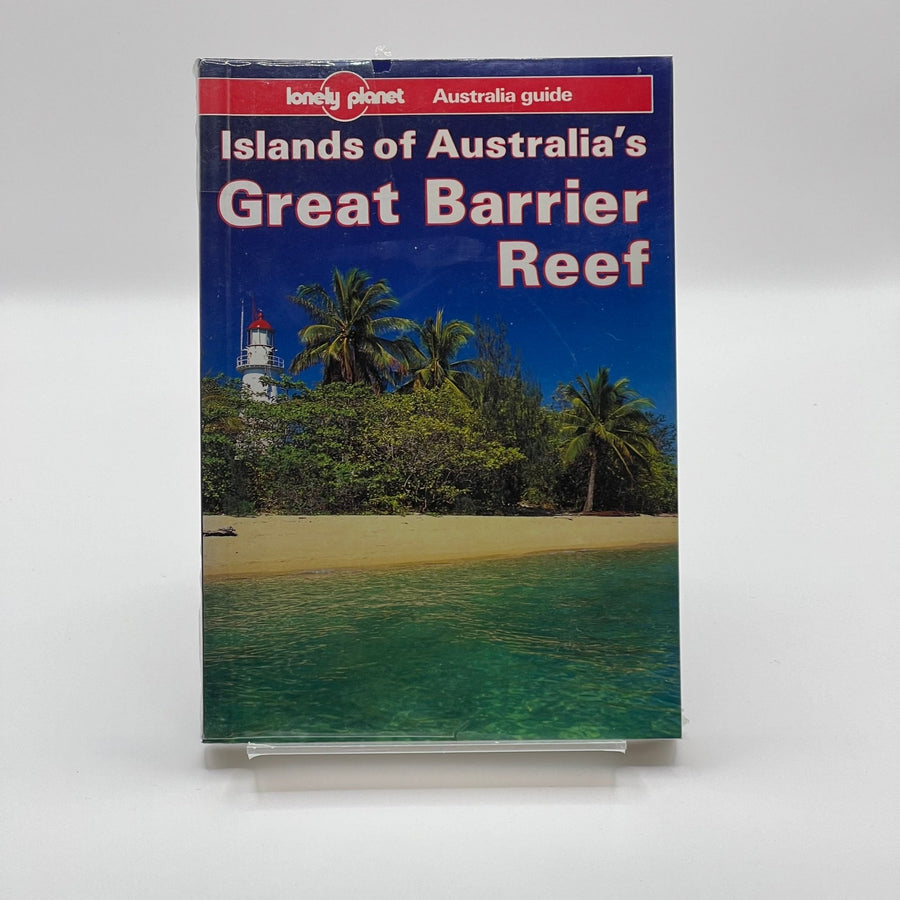 lonely planet Australia guide
Islands of Australia's
Great Barrier
Reef